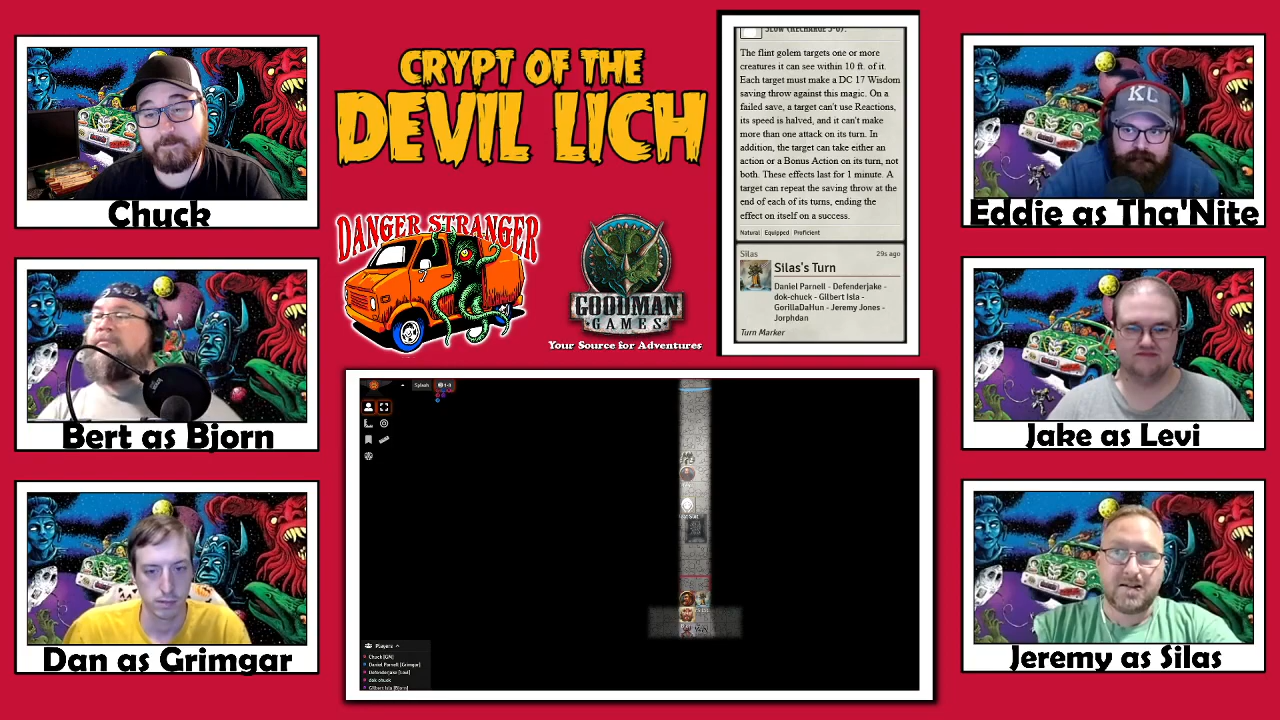 CRYPT OF THE
DEVIL LICH
DANGER STRANGER
GOODMAN
GAMES
Your Source for Adventures
Chuck
Bert as Bjorn
Dan as Grimgar
KC
Eddie as Tha'Nite
Jake as Levi
Jeremy as Silas
SLOW (RECHARGE 5-6).
The flint golem targets one or more
creatures it can see within 10 ft. of it.
Each target must make a DC 17 Wisdom
saving throw against this magic. On a
failed save, a target can't use Reactions,
its speed is halved, and it can't make
more than one attack on its turn. In
addition, the target can take either an
action or a Bonus Action on its turn, not
both. These effects last for 1 minute. A
target can repeat the saving throw at the
end of each of its turns, ending the
effect on itself on a success.
Natural Equipped Proficient
Silas 29s ago
Silas's Turn
Daniel Parnell - Defenderjake -
dok-chuck - Gilbert Isla -
GorillaDaHun - Jeremy Jones -
Jorphdan
Turn Marker
Splash
Players
Chuck [GM]
Daniel Parnell [Grimgar]
Defenderjake [Levi]
dok-chuck
Gilbert Isla [Bjorn]